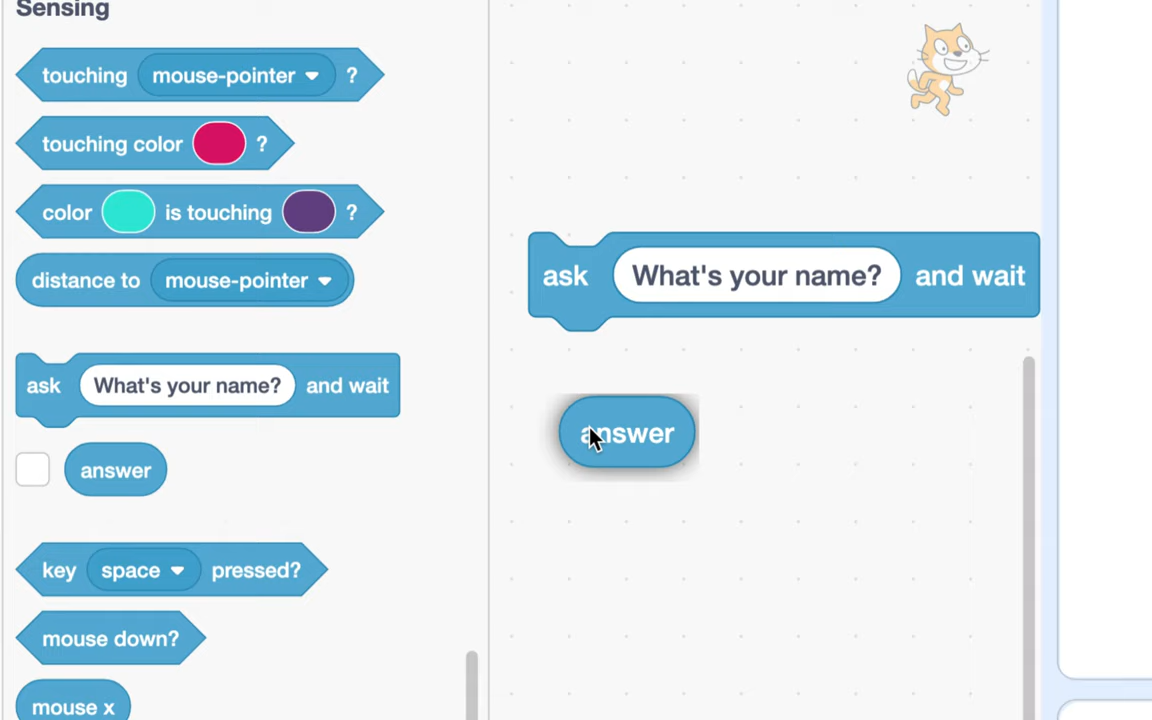 Sensing
touching mouse-pointer ?
touching color ?
color is touching ?
distance to mouse-pointer
ask What's your name? and wait
answer
key space pressed?
mouse down?
mouse x
ask What's your name? and wait
answer